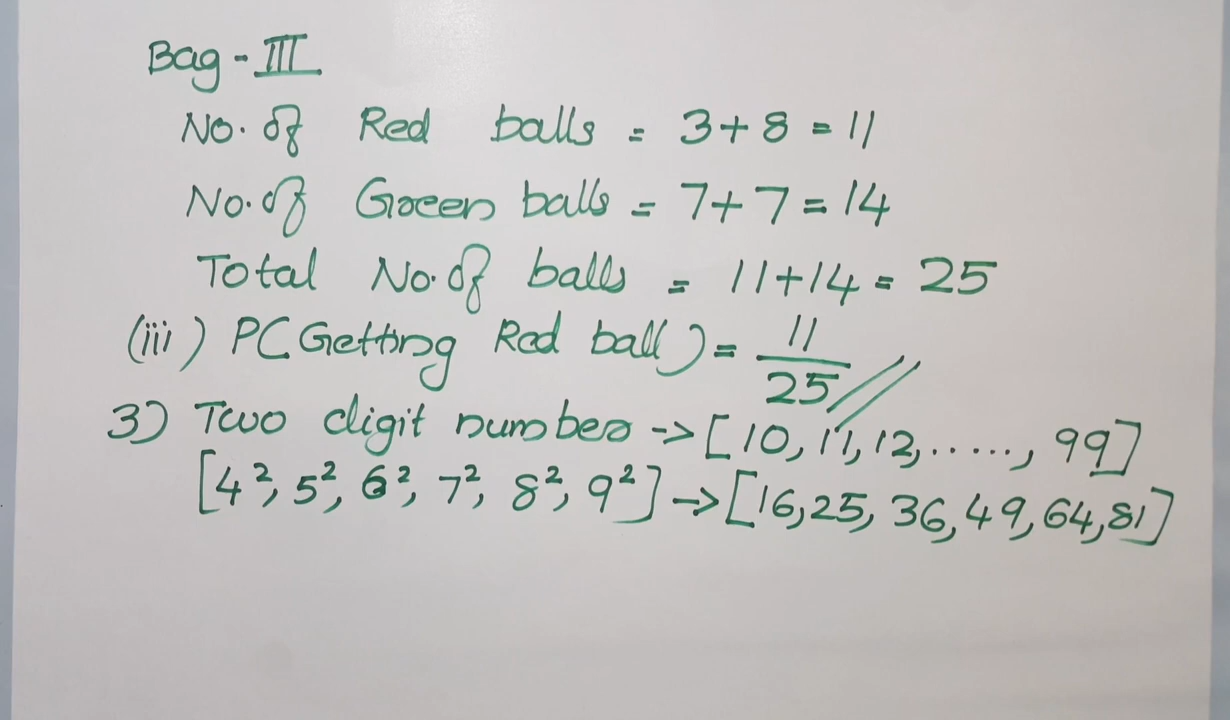 Bag - III
No. of Red balls = 3 + 8 = 11
No. of Green balls = 7 + 7 = 14
Total No. of balls = 11 + 14 = 25
(iii) P(Getting Red ball) = 11/25 //
3) Two digit numbers -> [10, 11, 12, ....., 99]
[4², 5², 6², 7², 8², 9²] -> [16, 25, 36, 49, 64, 81]